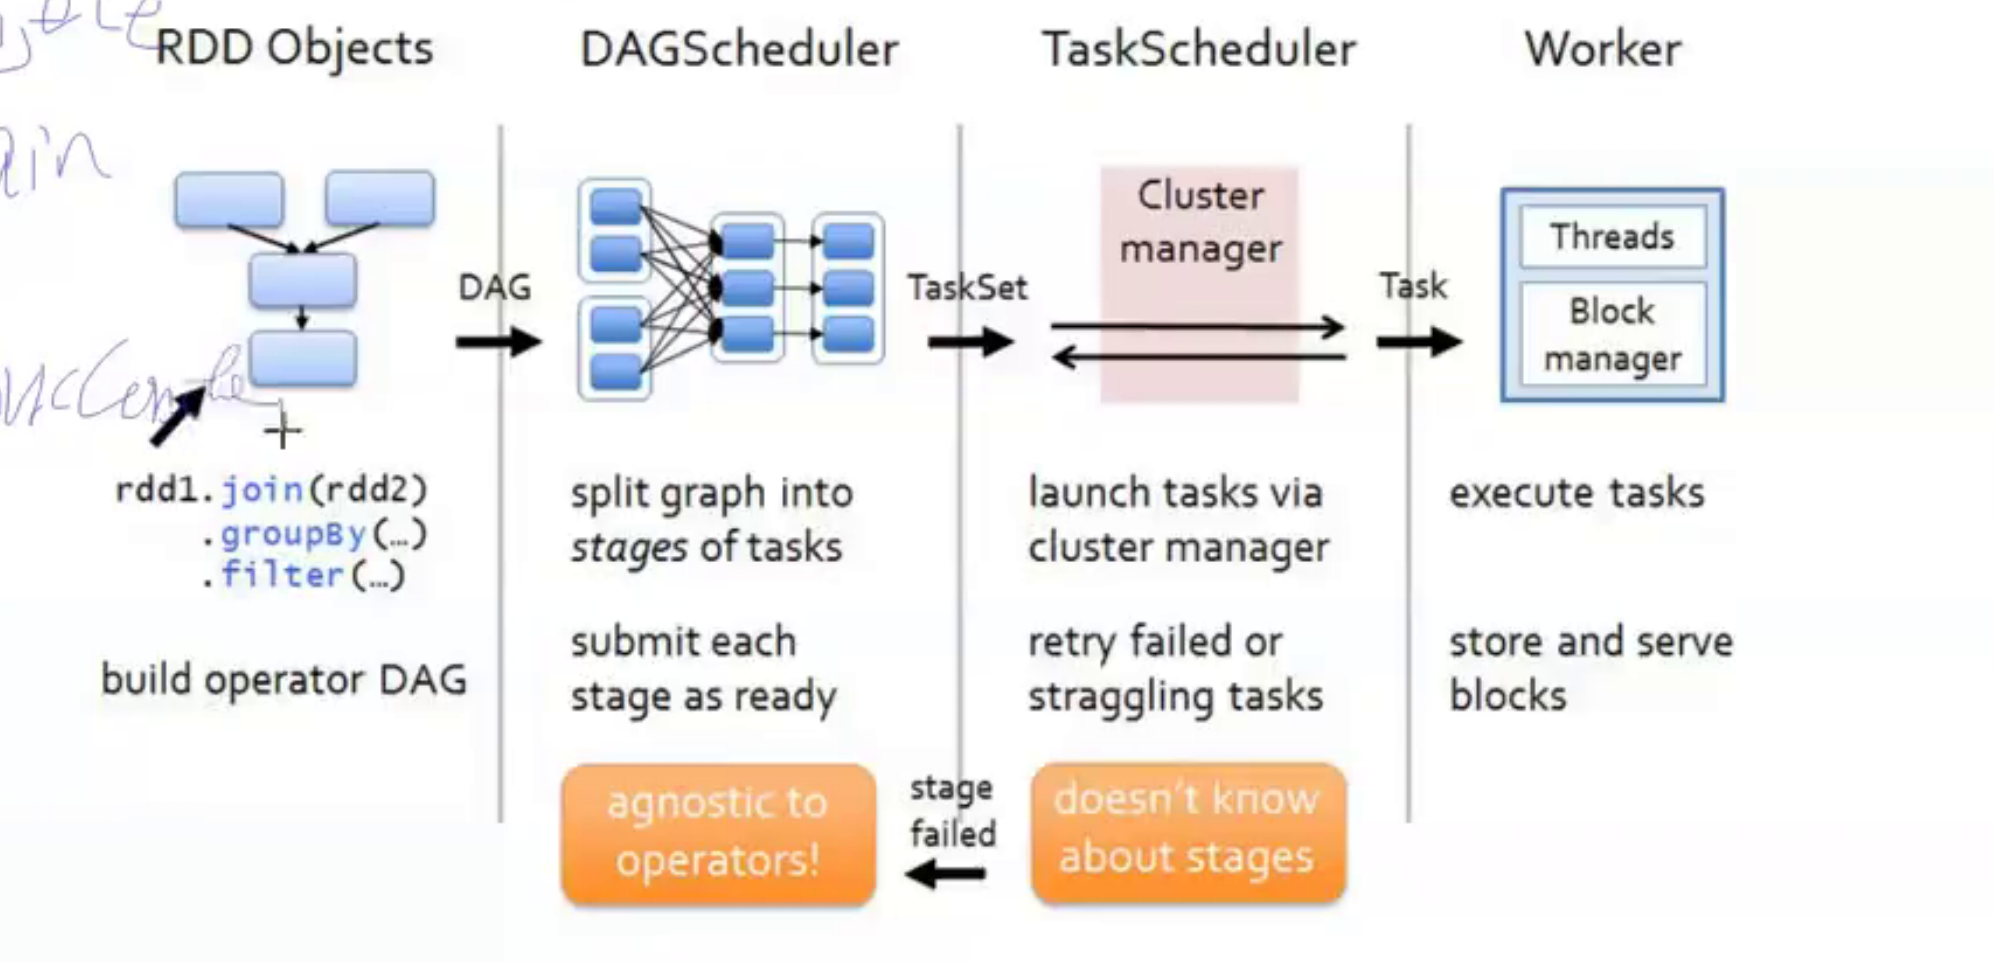 RDD Objects
DAGScheduler
TaskScheduler
Worker
ain
DAG
TaskSet
Cluster
manager
Task
Threads
Block
manager
rdd1.join(rdd2)
.groupBy(…)
.filter(…)
build operator DAG
split graph into
stages of tasks
submit each
stage as ready
agnostic to
operators!
launch tasks via
cluster manager
retry failed or
straggling tasks
stage
failed
doesn't know
about stages
execute tasks
store and serve
blocks